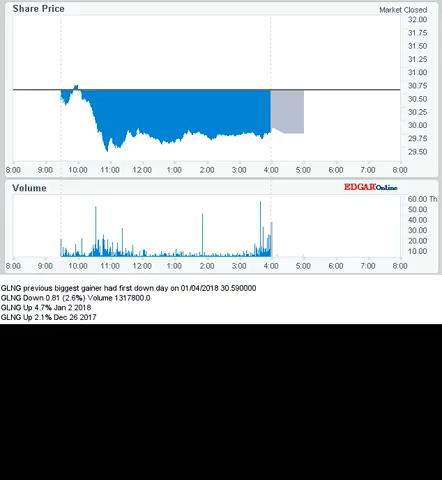 Share Price Market Closed
32.00
31.75
31.50
31.25
31.00
30.75
30.50
30.25
30.00
29.75
29.50
8:00 9:00 10:00 11:00 12:00 1:00 2:00 3:00 4:00 5:00 6:00 7:00 8:00
Volume EDGAROnline
60.00 Th
50.00
40.00
30.00
20.00
10.00
8:00 9:00 10:00 11:00 12:00 1:00 2:00 3:00 4:00 5:00 6:00 7:00 8:00
GLNG previous biggest gainer had first down day on 01/04/2018 30.590000
GLNG Down 0.81 (2.6%) Volume 1317800.0
GLNG Up 4.7% Jan 2 2018
GLNG Up 2.1% Dec 26 2017